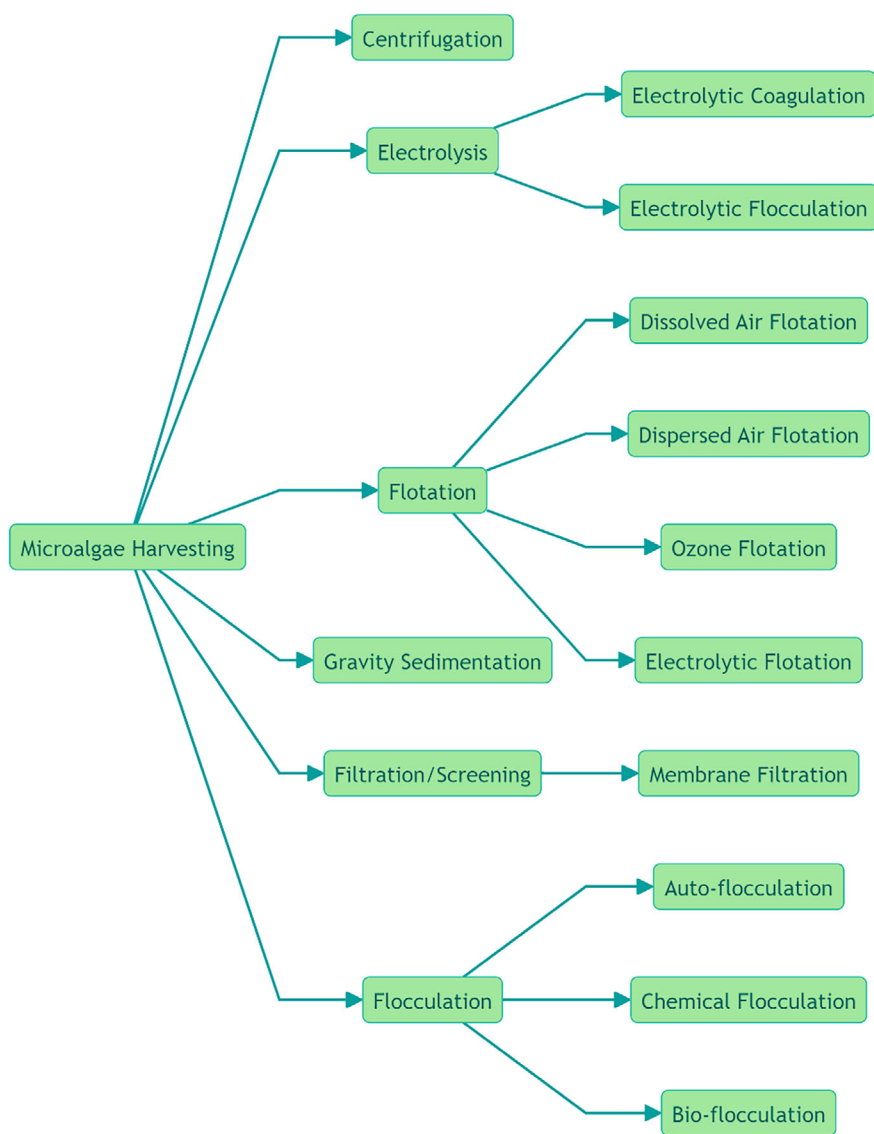 Centrifugation
Electrolytic Coagulation
Electrolysis
Electrolytic Flocculation
Dissolved Air Flotation
Dispersed Air Flotation
Flotation
Microalgae Harvesting
Ozone Flotation
Gravity Sedimentation
Electrolytic Flotation
Filtration/Screening
Membrane Filtration
Auto-flocculation
Flocculation
Chemical Flocculation
Bio-flocculation